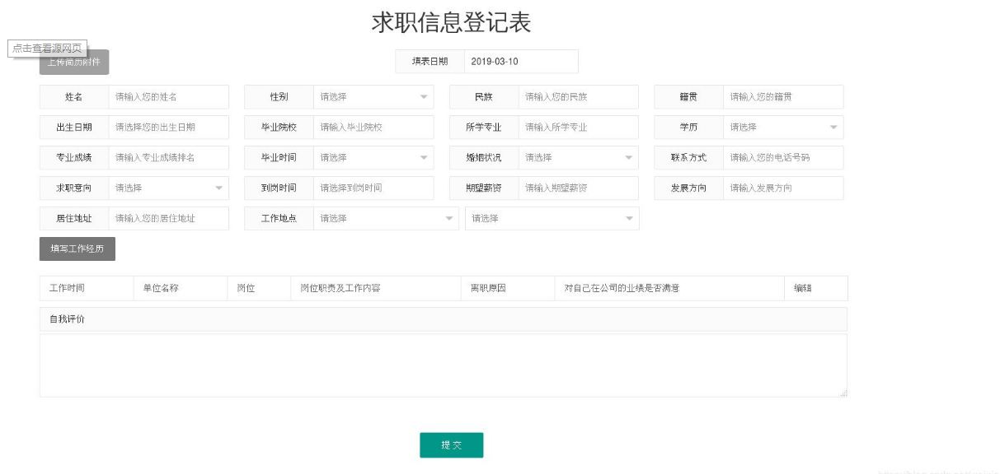 求职信息登记表
点击查看源网页
上传简历附件 填表日期 2019-03-10
姓名 请输入您的姓名 性别 请选择 民族 请输入您的民族 籍贯 请输入您的籍贯
出生日期 请选择您的出生日期 毕业院校 请输入毕业院校 所学专业 请输入所学专业 学历 请选择
专业成绩 请输入专业成绩排名 毕业时间 请选择 婚姻状况 请选择 联系方式 请输入您的电话号码
求职意向 请选择 到岗时间 请选择到岗时间 期望薪资 请输入期望薪资 发展方向 请输入发展方向
居住地址 请输入您的居住地址 工作地点 请选择 请选择
填写工作经历
工作时间 单位名称 岗位 岗位职责及工作内容 离职原因 对自己在公司的业绩是否满意 编辑
自我评价
提交